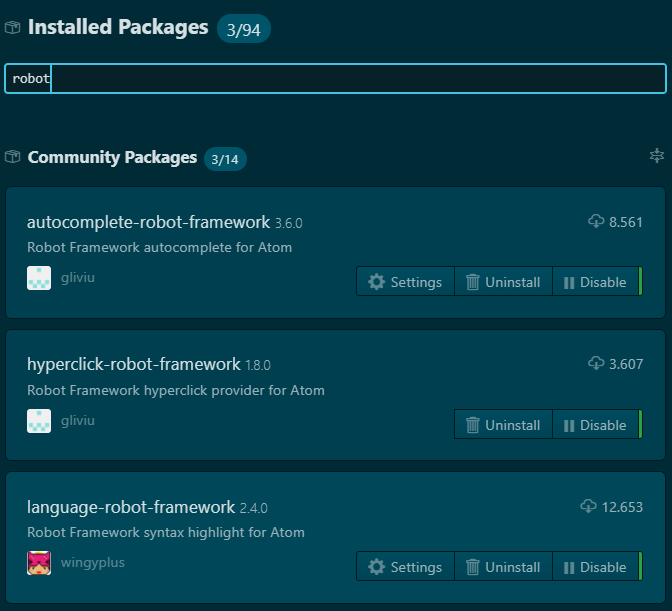 Installed Packages 3/94
robot
Community Packages 3/14
autocomplete-robot-framework 3.6.0 8.561
Robot Framework autocomplete for Atom
gliviu Settings Uninstall Disable
hyperclick-robot-framework 1.8.0 3.607
Robot Framework hyperclick provider for Atom
gliviu Uninstall Disable
language-robot-framework 2.4.0 12.653
Robot Framework syntax highlight for Atom
wingyplus Settings Uninstall Disable